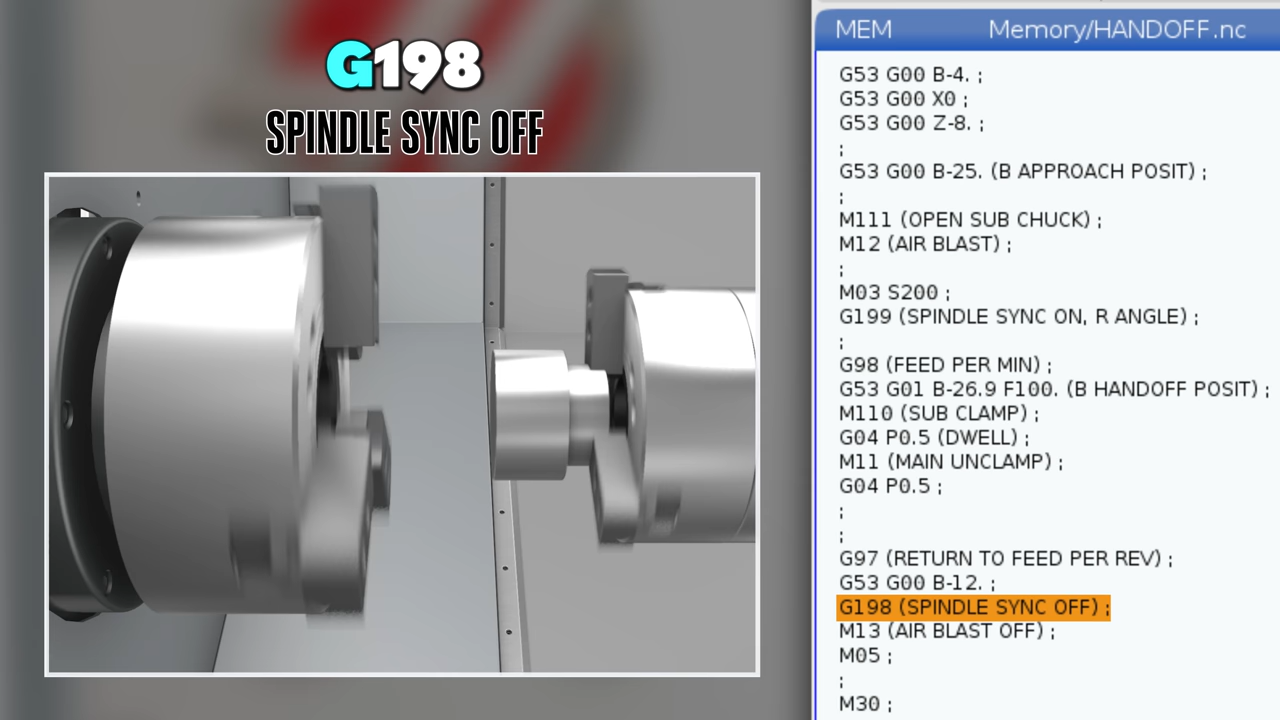 G198
SPINDLE SYNC OFF
MEM Memory/HANDOFF.nc
G53 G00 B-4. ;
G53 G00 X0 ;
G53 G00 Z-8. ;
;
G53 G00 B-25. (B APPROACH POSIT) ;
;
M111 (OPEN SUB CHUCK) ;
M12 (AIR BLAST) ;
;
M03 S200 ;
G199 (SPINDLE SYNC ON, R ANGLE) ;
;
G98 (FEED PER MIN) ;
G53 G01 B-26.9 F100. (B HANDOFF POSIT) ;
M110 (SUB CLAMP) ;
G04 P0.5 (DWELL) ;
M11 (MAIN UNCLAMP) ;
G04 P0.5 ;
;
;
G97 (RETURN TO FEED PER REV) ;
G53 G00 B-12. ;
G198 (SPINDLE SYNC OFF) ;
M13 (AIR BLAST OFF) ;
M05 ;
;
M30 ;